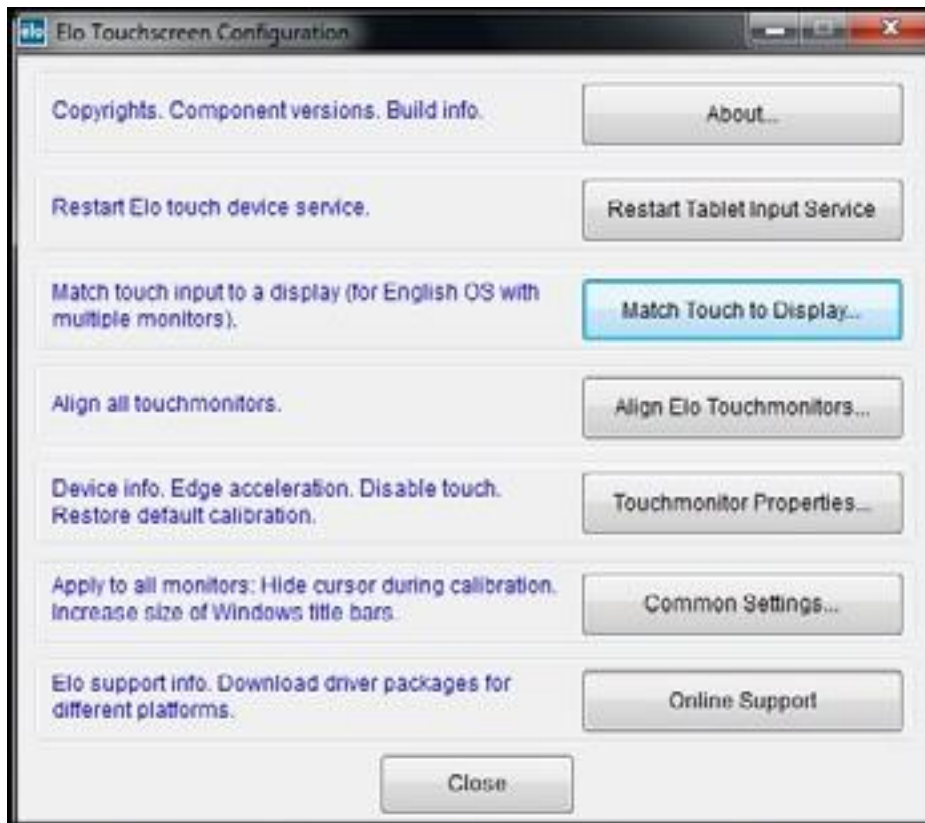 elo Elo Touchscreen Configuration
Copyrights. Component versions. Build info.
About...
Restart Elo touch device service.
Restart Tablet Input Service
Match touch input to a display (for English OS with
multiple monitors).
Match Touch to Display...
Align all touchmonitors.
Align Elo Touchmonitors...
Device info. Edge acceleration. Disable touch.
Restore default calibration.
Touchmonitor Properties...
Apply to all monitors: Hide cursor during calibration.
Increase size of Windows title bars.
Common Settings...
Elo support info. Download driver packages for
different platforms.
Online Support
Close